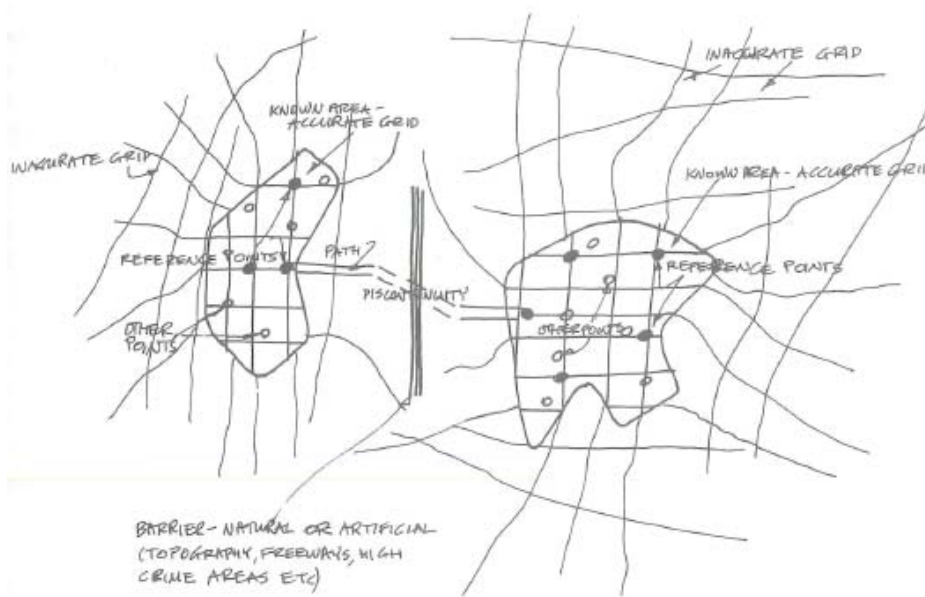 INACCURATE GRID
KNOWN AREA-
ACCURATE GRID
INACURATE GRID
KNOWN AREA - ACCURATE GRID
REFERENCE POINTS
PATH?
REFERENCE POINTS
DISCONTINUITY
OTHER
POINTS
OTHER POINTS
BARRIER - NATURAL OR ARTIFICIAL
(TOPOGRAPHY, FREEWAYS, HIGH
CRIME AREAS ETC)